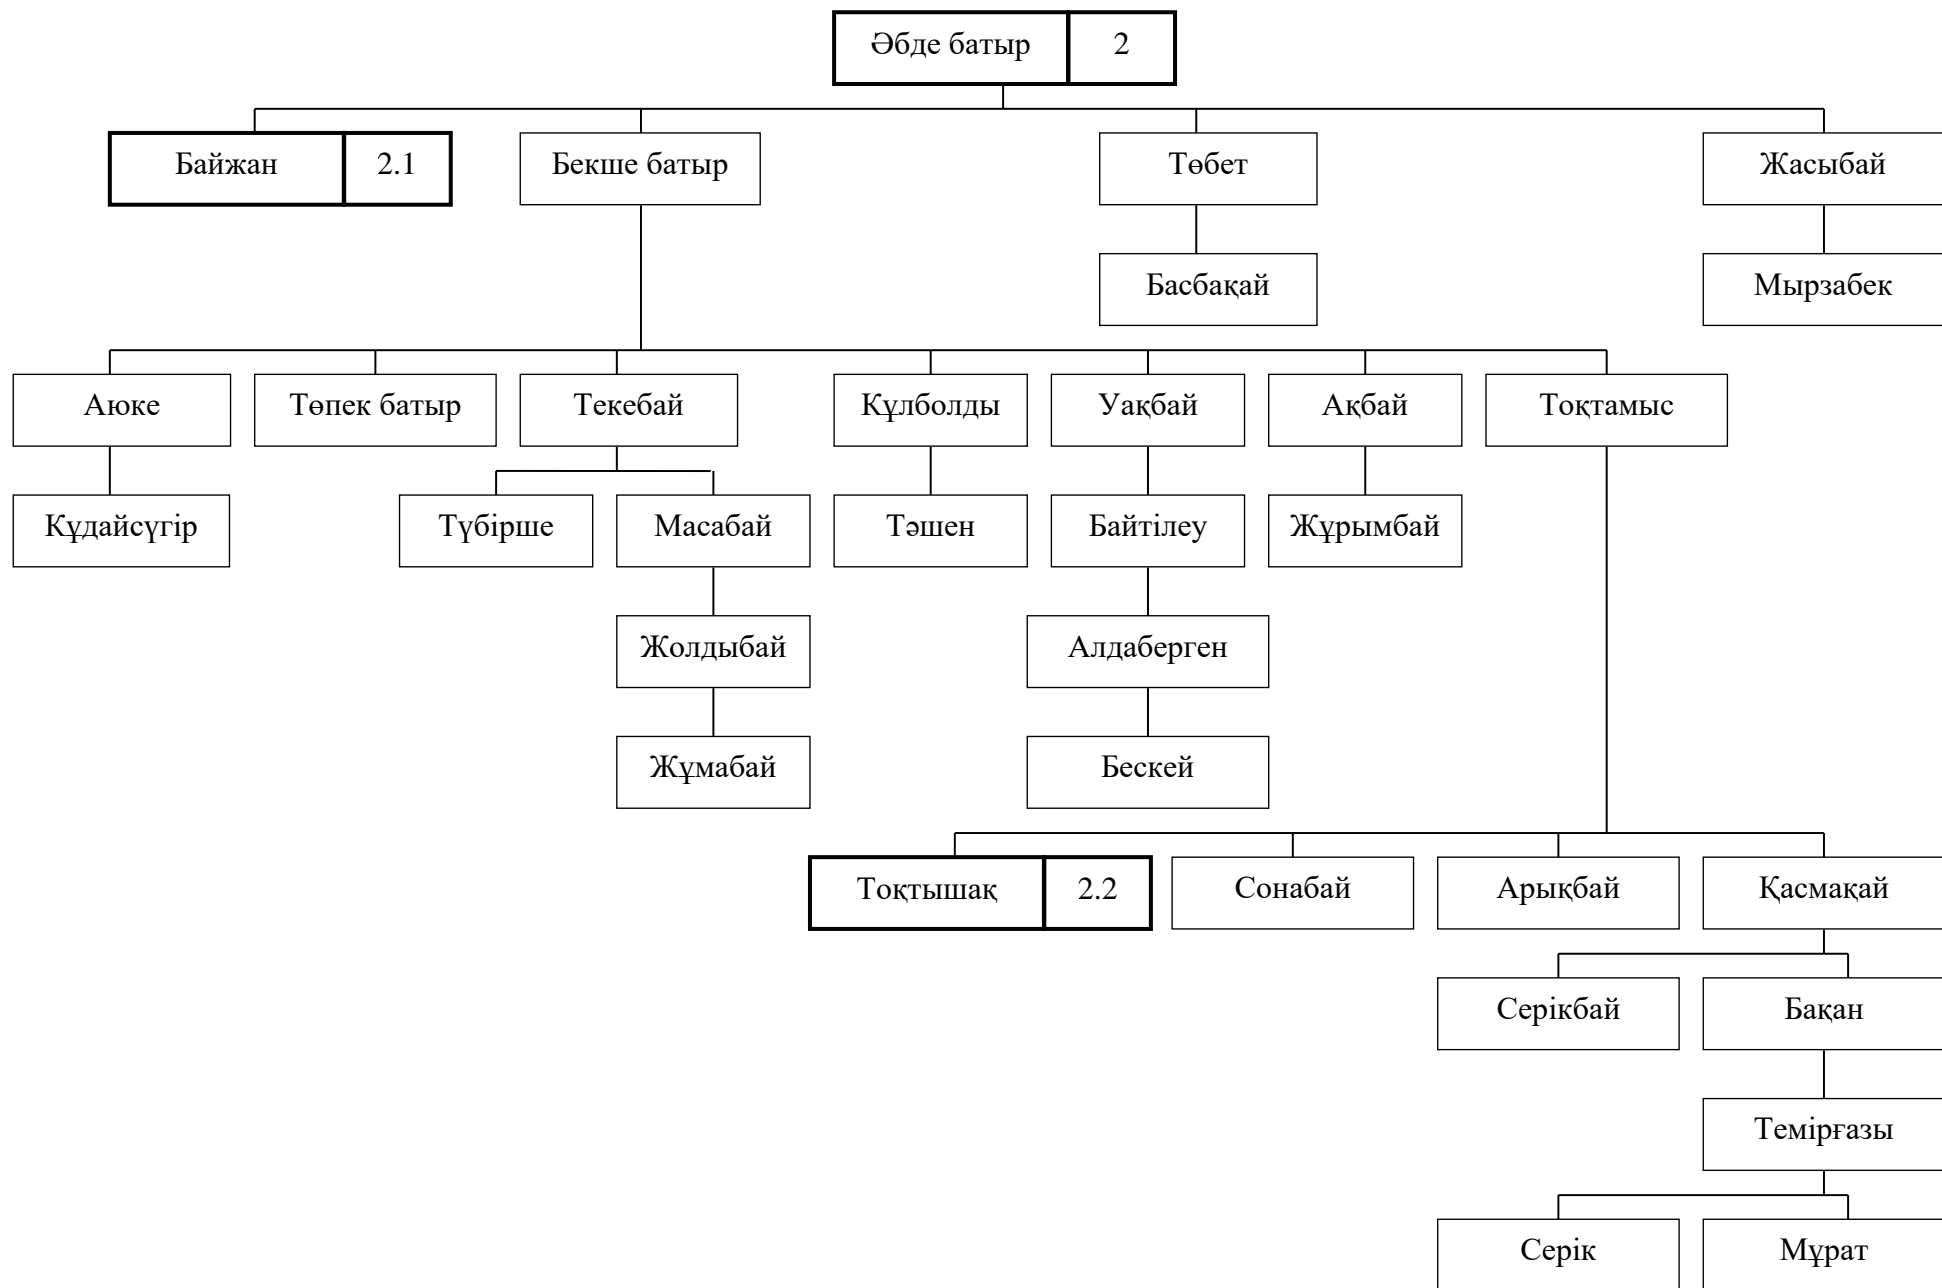 Әбде батыр 2
Байжан 2.1 Бекше батыр Төбет Жасыбай
Басбақай Мырзабек
Аюке Төпек батыр Текебай Құлболды Уақбай Ақбай Тоқтамыс
Құдайсүгір Түбірше Масабай Тәшен Байтілеу Жұрымбай
Жолдыбай Алдаберген
Жұмабай Бескей
Тоқтышақ 2.2 Сонабай Арықбай Қасмақай
Серікбай Бақан
Темірғазы
Серік Мұрат